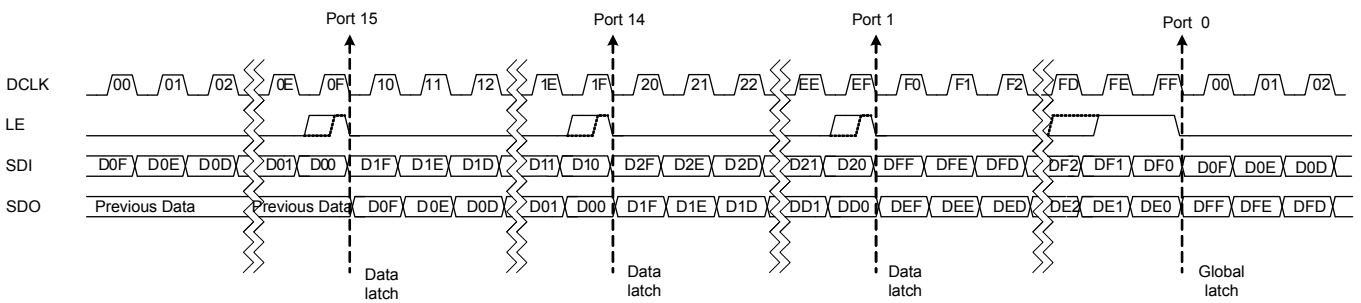 Port 15 Port 14 Port 1 Port 0
DCLK 00 01 02 0E 0F 10 11 12 1E 1F 20 21 22 EE EF F0 F1 F2 FD FE FF 00 01 02
LE
SDI D0F D0E D0D D01 D00 D1F D1E D1D D11 D10 D2F D2E D2D D21 D20 DFF DFE DFD DF2 DF1 DF0 D0F D0E D0D
SDO Previous Data Previous Data D0F D0E D0D D01 D00 D1F D1E D1D DD1 DD0 DEF DEE DED DE2 DE1 DE0 DFF DFE DFD
Data Data Data Global
latch latch latch latch